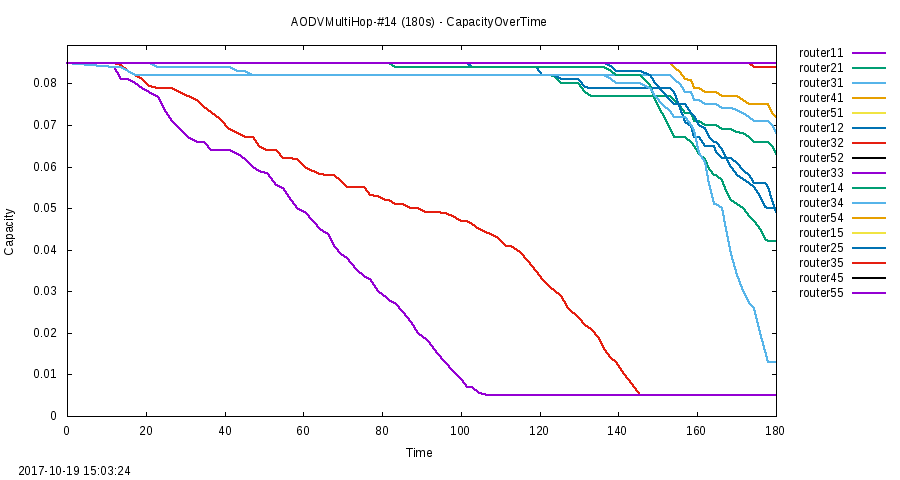 AODVMultiHop-#14 (180s) - CapacityOverTime
router11
router21
router31
router41
router51
router12
router32
router52
router33
router14
router34
router54
router15
router25
router35
router45
router55
0.08
0.07
0.06
0.05
0.04
0.03
0.02
0.01
0
Capacity
0 20 40 60 80 100 120 140 160 180
Time
2017-10-19 15:03:24